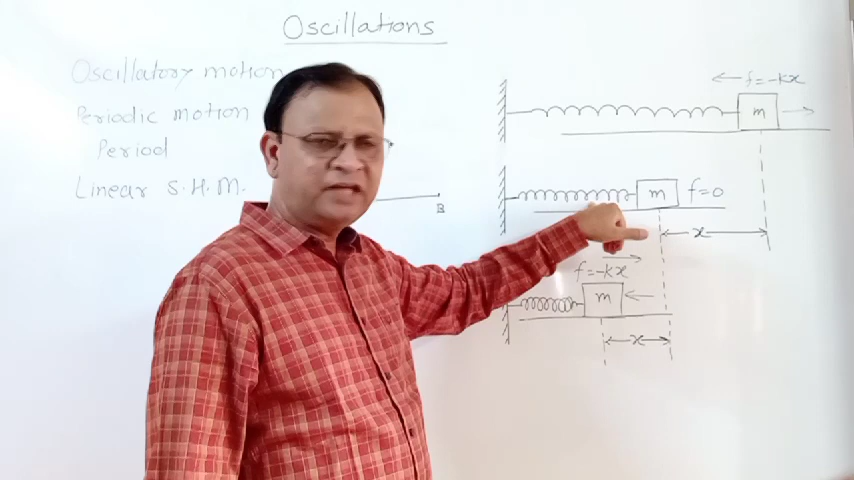 Oscillations
Oscillatory motion
Periodic motion
Period
Linear S.H.M.
B
f=-kx
m
m f=0
x
f=-kx
m
x